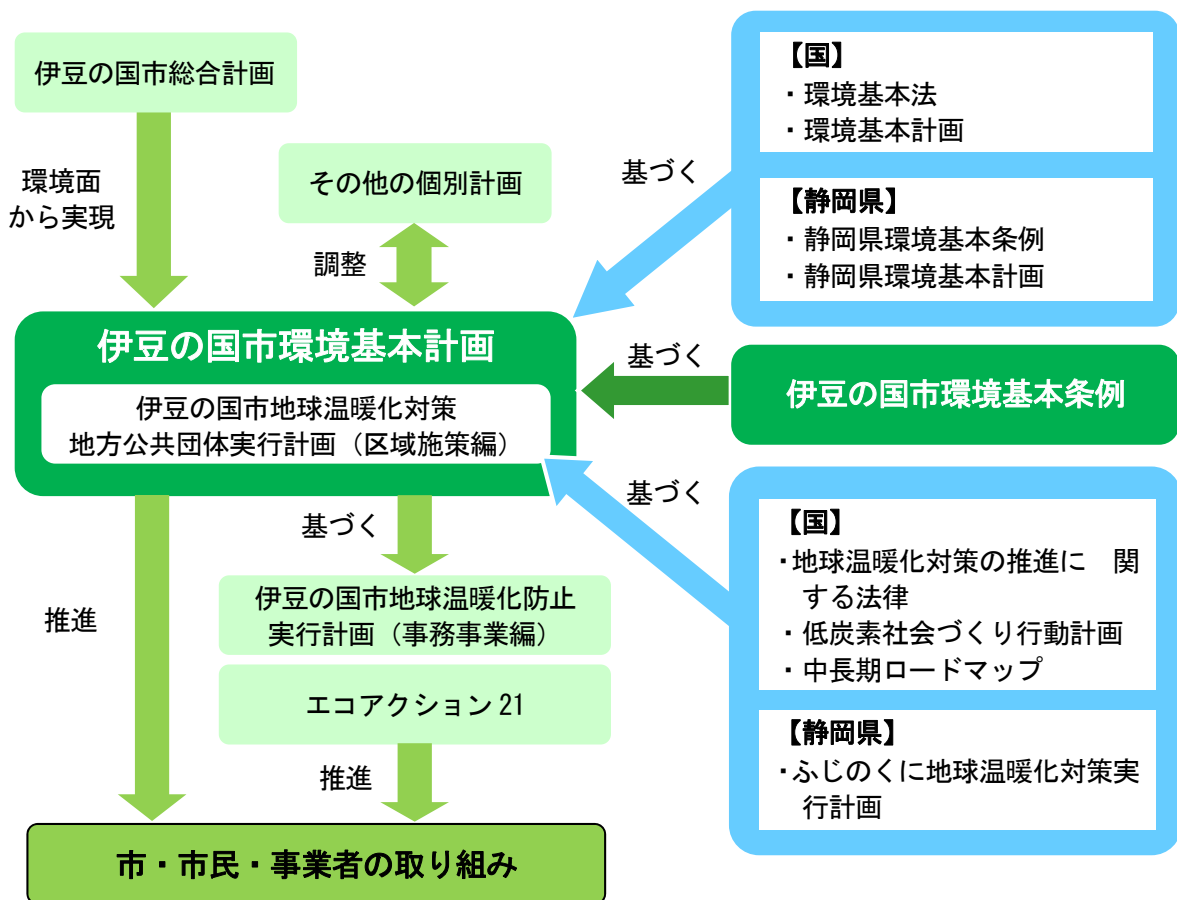 伊豆の国市総合計画
環境面
から実現
その他の個別計画
調整
基づく
【国】
・環境基本法
・環境基本計画
【静岡県】
・静岡県環境基本条例
・静岡県環境基本計画
伊豆の国市環境基本計画
伊豆の国市地球温暖化対策
地方公共団体実行計画（区域施策編）
基づく
伊豆の国市環境基本条例
基づく
【国】
・地球温暖化対策の推進に　関
する法律
・低炭素社会づくり行動計画
・中長期ロードマップ
【静岡県】
・ふじのくに地球温暖化対策実
行計画
推進
基づく
伊豆の国市地球温暖化防止
実行計画（事務事業編）
エコアクション 21
推進
市・市民・事業者の取り組み